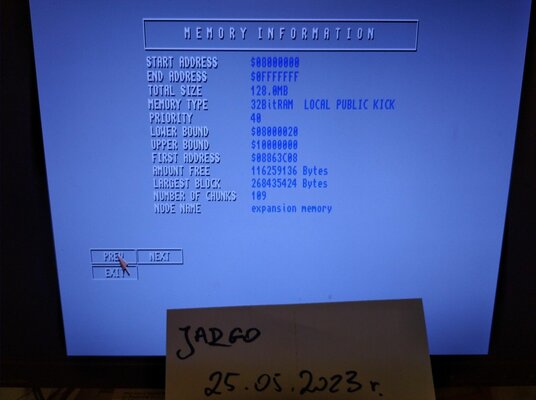 MEMORY INFORMATION
START ADDRESS $08000000
END ADDRESS $0FFFFFFF
TOTAL SIZE 128.0MB
MEMORY TYPE 32BitRAM LOCAL PUBLIC KICK
PRIORITY 40
LOWER BOUND $08000020
UPPER BOUND $10000000
FIRST ADDRESS $08863C08
AMOUNT FREE 116259136 Bytes
LARGEST BLOCK 268435424 Bytes
NUMBER OF CHUNKS 109
NODE NAME expansion memory
PREV NEXT
EXIT
JARGO
25.05.2023 r.